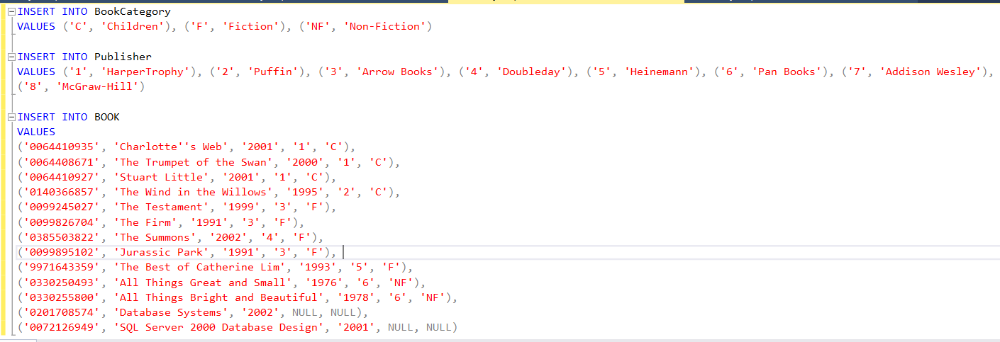 INSERT INTO BookCategory
VALUES ('C', 'Children'), ('F', 'Fiction'), ('NF', 'Non-Fiction')
INSERT INTO Publisher
VALUES ('1', 'HarperTrophy'), ('2', 'Puffin'), ('3', 'Arrow Books'), ('4', 'Doubleday'), ('5', 'Heinemann'), ('6', 'Pan Books'), ('7', 'Addison Wesley'),
('8', 'McGraw-Hill')
INSERT INTO BOOK
VALUES
('0064410935', 'Charlotte''s Web', '2001', '1', 'C'),
('0064408671', 'The Trumpet of the Swan', '2000', '1', 'C'),
('0064410927', 'Stuart Little', '2001', '1', 'C'),
('0140366857', 'The Wind in the Willows', '1995', '2', 'C'),
('0099245027', 'The Testament', '1999', '3', 'F'),
('0099826704', 'The Firm', '1991', '3', 'F'),
('0385503822', 'The Summons', '2002', '4', 'F'),
('0099895102', 'Jurassic Park', '1991', '3', 'F'),
('9971643359', 'The Best of Catherine Lim', '1993', '5', 'F'),
('0330250493', 'All Things Great and Small', '1976', '6', 'NF'),
('0330255800', 'All Things Bright and Beautiful', '1978', '6', 'NF'),
('0201708574', 'Database Systems', '2002', NULL, NULL),
('0072126949', 'SQL Server 2000 Database Design', '2001', NULL, NULL)